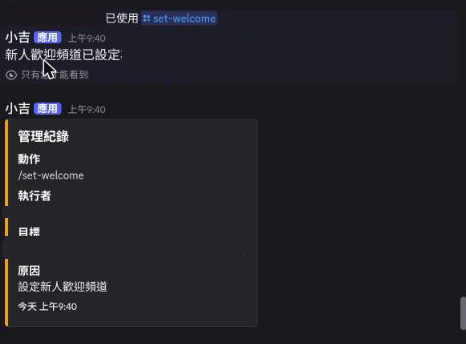 已使用 set-welcome
小吉 應用 上午9:40
新人歡迎頻道已設定
只有 才能看到
小吉 應用 上午9:40
管理紀錄
動作
/set-welcome
執行者
目標
原因
設定新人歡迎頻道
今天 上午9:40